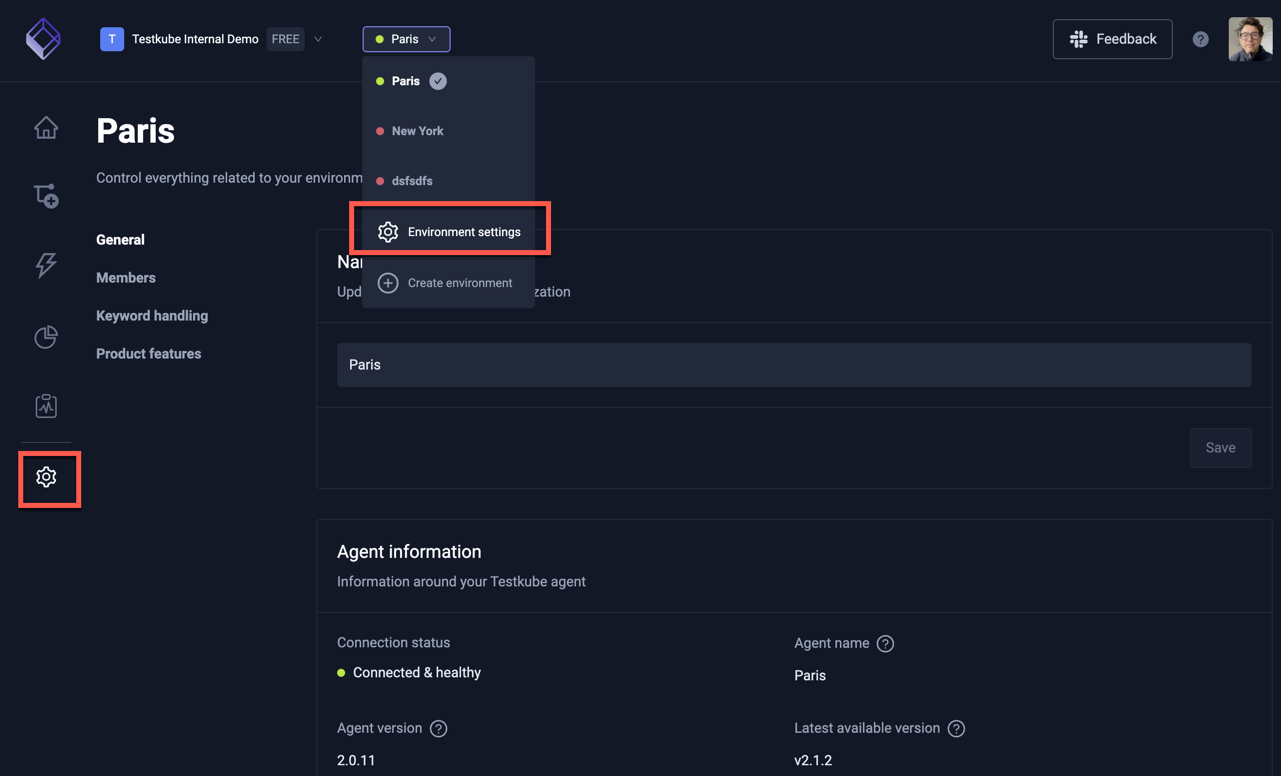 T Testkube Internal Demo FREE
Paris
Feedback
?
Paris
New York
dsfsdfs
Environment settings
Create environment
Paris
Control everything related to your environm
General
Members
Keyword handling
Product features
Upd zation
Paris
Save
Agent information
Information around your Testkube agent
Connection status
Connected & healthy
Agent name ?
Paris
Agent version ?
2.0.11
Latest available version ?
v2.1.2